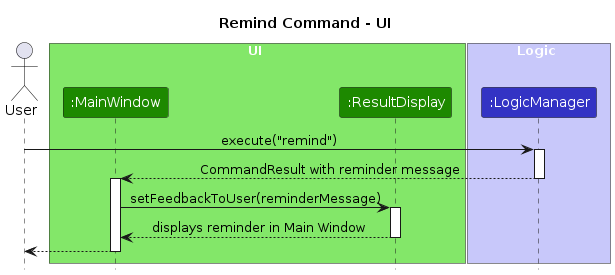 Remind Command - UI
UI
Logic
User
:MainWindow
:ResultDisplay
:LogicManager
execute("remind")
CommandResult with reminder message
setFeedbackToUser(reminderMessage)
displays reminder in Main Window